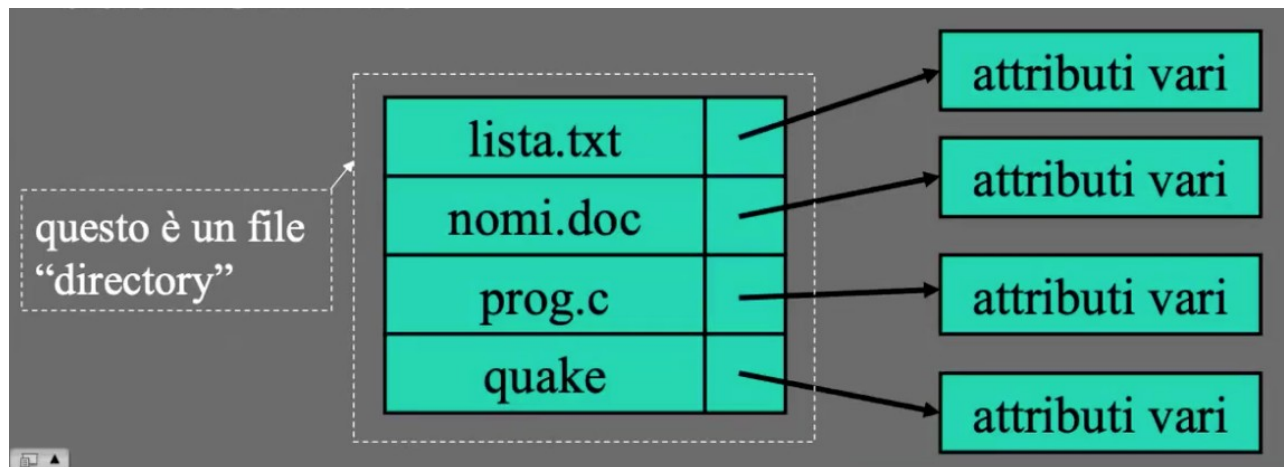 attributi vari
lista.txt
attributi vari
nomi.doc
questo è un file
“directory”
prog.c
attributi vari
quake
attributi vari